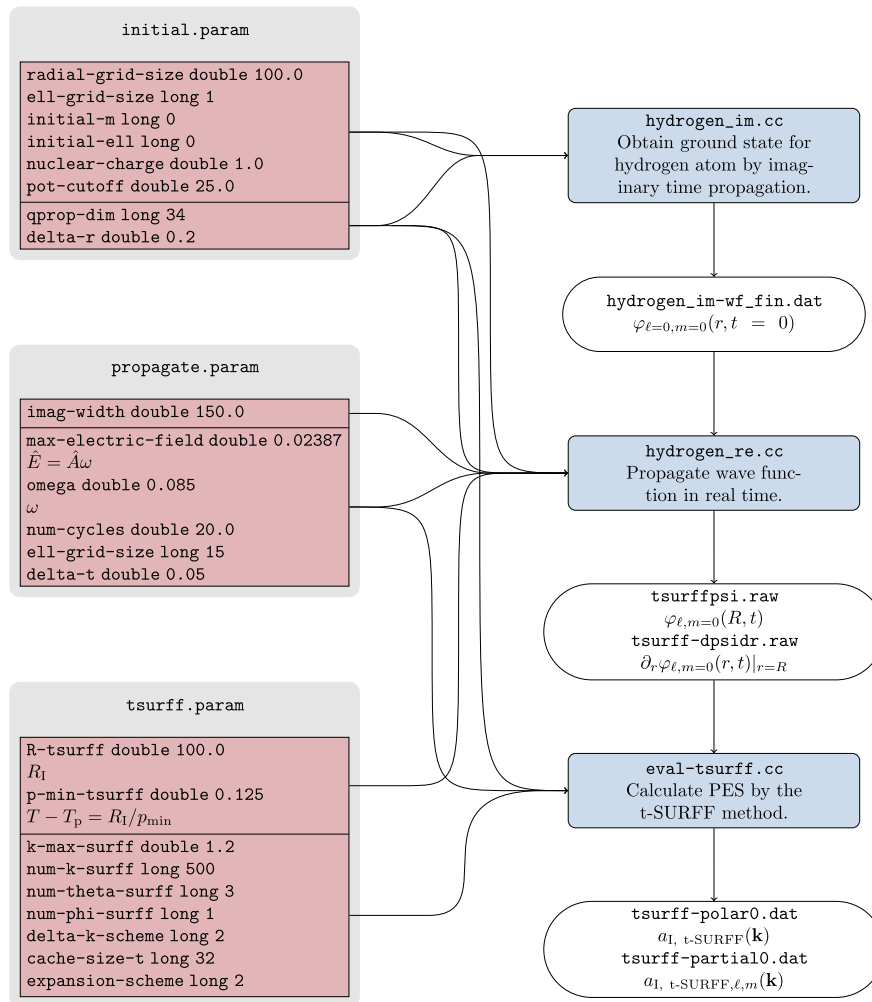 initial.param
radial-grid-size double 100.0
ell-grid-size long 1
initial-m long 0
initial-ell long 0
nuclear-charge double 1.0
pot-cutoff double 25.0
qprop-dim long 34
delta-r double 0.2
propagate.param
imag-width double 150.0
max-electric-field double 0.02387
Ê = Âω
omega double 0.085
ω
num-cycles double 20.0
ell-grid-size long 15
delta-t double 0.05
tsurff.param
R-tsurff double 100.0
R_I
p-min-tsurff double 0.125
T − T_p = R_I/p_min
k-max-surff double 1.2
num-k-surff long 500
num-theta-surff long 3
num-phi-surff long 1
delta-k-scheme long 2
cache-size-t long 32
expansion-scheme long 2
hydrogen_im.cc
Obtain ground state for
hydrogen atom by imag-
inary time propagation.
hydrogen_im-wf_fin.dat
φ_{ℓ=0,m=0}(r, t = 0)
hydrogen_re.cc
Propagate wave func-
tion in real time.
tsurffpsi.raw
φ_{ℓ,m=0}(R, t)
tsurff-dpsidr.raw
∂_r φ_{ℓ,m=0}(r, t)|_{r=R}
eval-tsurff.cc
Calculate PES by the
t-SURFF method.
tsurff-polar0.dat
a_{I, t-SURFF}(k)
tsurff-partial0.dat
a_{I, t-SURFF,ℓ,m}(k)